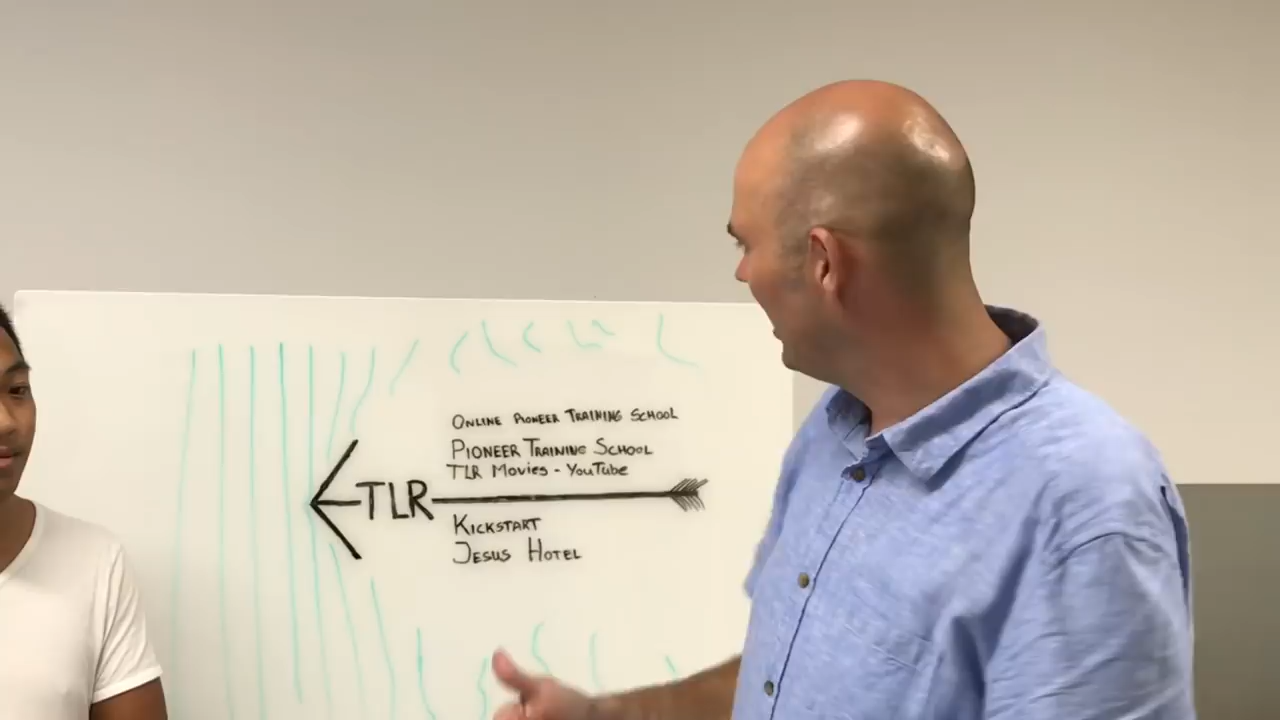 Online Pioneer Training School
Pioneer Training School
TLR Movies - YouTube
TLR
Kickstart
Jesus Hotel